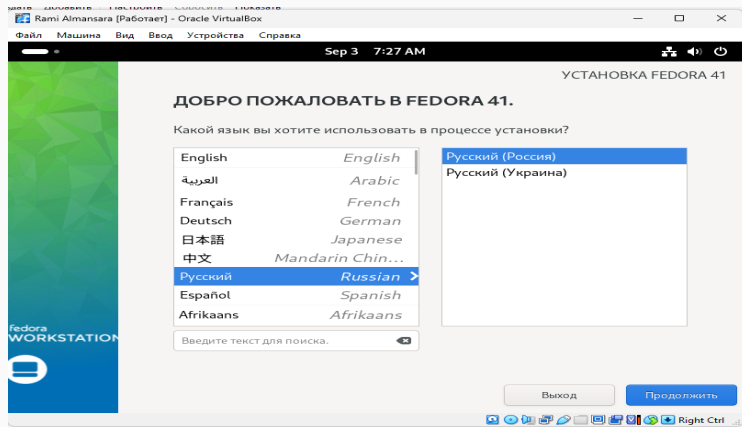 Rami Almansara [Работает] - Oracle VirtualBox
Файл Машина Вид Ввод Устройства Справка
Sep 3 7:27 AM
УСТАНОВКА FEDORA 41
ДОБРО ПОЖАЛОВАТЬ В FEDORA 41.
Какой язык вы хотите использовать в процессе установки?
English English
العربية Arabic
Français French
Deutsch German
日本語 Japanese
中文 Mandarin Chin...
Русский Russian
Español Spanish
Afrikaans Afrikaans
Русский (Россия)
Русский (Украина)
Введите текст для поиска.
fedora
WORKSTATION
Выход Продолжить
Right Ctrl